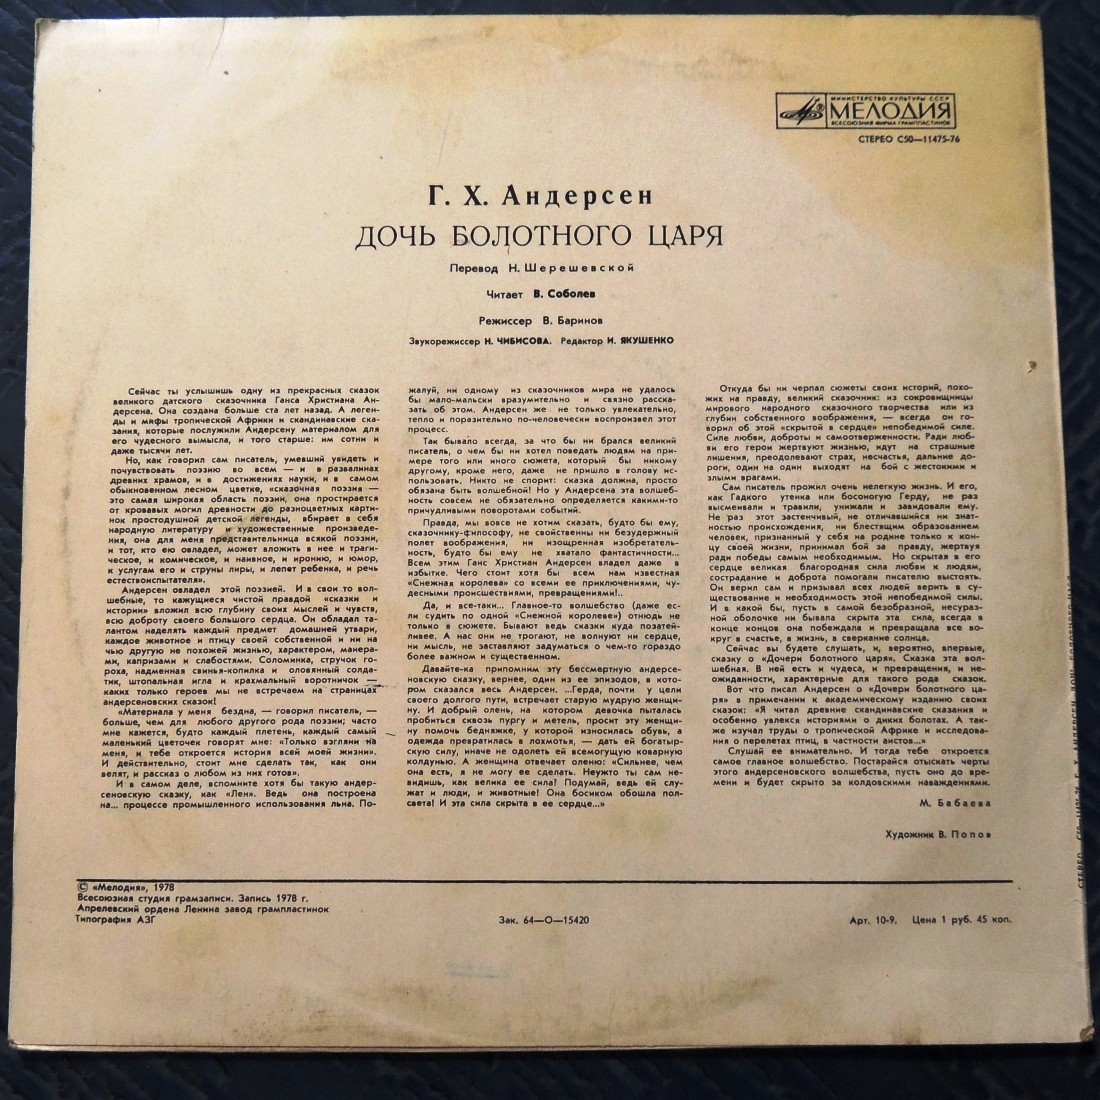 МИНИСТЕРСТВО КУЛЬТУРЫ СССР
МЕЛОДИЯ
ВСЕСОЮЗНАЯ ФИРМА ГРАМПЛАСТИНОК
СТЕРЕО С50—11475-76
Г. Х. Андерсен
ДОЧЬ БОЛОТНОГО ЦАРЯ
Перевод Н. Шерешевской
Читает В. Соболев
Режиссер В. Баринов
Звукорежиссер Н. ЧИБИСОВА. Редактор И. ЯКУШЕНКО
Сейчас ты услышишь одну из прекрасных сказок
великого датского сказочника Ганса Христиана Ан-
дерсена. Она создана больше ста лет назад. А леген-
ды и мифы тропической Африки и скандинавские ска-
зания, которые послужили Андерсену материалом для
его чудесного вымысла, и того старше: им сотни и
даже тысячи лет.
Но, как говорил сам писатель, умевший увидеть и
почувствовать поэзию во всем — и в развалинах
древних храмов, и в достижениях науки, и в самом
обыкновенном лесном цветке, «сказочная поэзия —
это самая широкая область поэзии, она простирается
от кровавых могил древности до разноцветных карти-
нок простодушной детской легенды, вбирает в себя
народную литературу и художественные произведе-
ния, она для меня представительница всякой поэзии,
и тот, кто ею овладел, может вложить в нее и траги-
ческое, и комическое, и наивное, и иронию, и юмор,
к услугам его и струны лиры, и лепет ребенка, и речь
естествоиспытателя».
Андерсен овладел этой поэзией. И в свои то вол-
шебные, то кажущиеся чистой правдой «сказки и
истории» вложил всю глубину своих мыслей и чувств,
всю доброту своего большого сердца. Он обладал та-
лантом наделять каждый предмет домашней утвари,
каждое животное и птицу своей собственной и ни на
чью другую не похожей жизнью, характером, манера-
ми, капризами и слабостями. Соломинка, стручок го-
роха, надменная свинья-копилка и оловянный солда-
тик, штопальная игла и крахмальный воротничок —
каких только героев мы не встречаем на страницах
андерсеновских сказок!
«Материала у меня бездна, — говорил писатель, —
больше, чем для любого другого рода поэзии; часто
мне кажется, будто каждый плетень, каждый самый
маленький цветочек говорят мне: «Только взгляни на
меня, и тебе откроется история всей моей жизни».
И действительно, стоит мне сделать так, как они
велят, и рассказ о любом из них готов».
И в самом деле, вспомните хотя бы такую андер-
сеновскую сказку, как «Лен». Ведь она построена
на... процессе промышленного использования льна. По-
жалуй, ни одному из сказочников мира не удалось
бы мало-мальски вразумительно и связно расска-
зать об этом. Андерсен же не только увлекательно,
тепло и поразительно по-человечески воспроизвел этот
процесс.
Так бывало всегда, за что бы ни брался великий
писатель, о чем бы ни хотел поведать людям на при-
мере того или иного сюжета, который бы никому
другому, кроме него, даже не пришло в голову ис-
пользовать. Никто не спорит: сказка должна, просто
обязана быть волшебной! Но у Андерсена эта волшеб-
ность совсем не обязательно определяется какими-то
причудливыми поворотами событий.
Правда, мы вовсе не хотим сказать, будто бы ему,
сказочнику-философу, не свойственны ни безудержный
полет воображения, ни изощренная изобретатель-
ность, будто бы ему не хватало фантастичности...
Всем этим Ганс Христиан Андерсен владел даже в
избытке. Чего стоит хотя бы всем нам известная
«Снежная королева» со всеми ее приключениями, чу-
десными происшествиями, превращениями!..
Да, и все-таки... Главное-то волшебство (даже ес-
ли судить по одной «Снежной королеве») отнюдь не
только в сюжете. Бывают ведь сказки куда позатей-
ливее. А нас они не трогают, не волнуют ни сердце,
ни мысль, не заставляют задуматься о чем-то гораздо
более важном и существенном.
Давайте-ка припомним эту бессмертную андерсе-
новскую сказку, вернее, один из ее эпизодов, в кото-
ром сказался весь Андерсен. ...Герда, почти у цели
своего долгого пути, встречает старую мудрую женщи-
ну. И добрый олень, на котором девочка пыталась
пробиться сквозь пургу и метель, просит эту женщи-
ну помочь бедняжке, у которой износилась обувь, а
одежда превратилась в лохмотья, — дать ей богатыр-
скую силу, иначе не одолеть ей всемогущую коварную
колдунью. А женщина отвечает оленю: «Сильнее, чем
она есть, я не могу ее сделать. Неужто ты сам не-
видишь, как велика ее сила? Подумай, ведь ей слу-
жат и люди, и животные! Она босиком обошла пол-
света! И эта сила скрыта в ее сердце...»
Откуда бы ни черпал сюжеты своих историй, похо-
жих на правду, великий сказочник: из сокровищницы
мирового народного сказочного творчества или из
глубин собственного воображения, — всегда он го-
ворил об этой «скрытой в сердце» непобедимой силе.
Силе любви, доброты и самоотверженности. Ради люб-
ви его герои жертвуют жизнью, идут на страшные
лишения, преодолевают страх, несчастья, дальние до-
роги, один на один выходят на бой с жестокими и
злыми врагами.
Сам писатель прожил очень нелегкую жизнь. И его,
как Гадкого утенка или босоногую Герду, не раз
высмеивали и травили, унижали и завидовали ему.
Не раз этот застенчивый, не отличавшийся ни знат-
ностью происхождения, ни блестящим образованием
человек, признанный у себя на родине только к кон-
цу своей жизни, принимал бой за правду, жертвуя
ради победы самым необходимым. Но скрытая в его
сердце великая благородная сила любви к людям,
сострадание и доброта помогали писателю выстоять.
Он верил сам и призывал всех людей верить в су-
ществование и необходимость этой непобедимой силы.
И в какой бы, пусть в самой безобразной, несураз-
ной оболочке ни бывала скрыта эта сила, всегда в
конце концов она побеждала и превращала все во-
круг в счастье, в жизнь, в сверкание солнца.
Сейчас вы будете слушать, и, вероятно, впервые,
сказку о «Дочери болотного царя». Сказка эта вол-
шебная. В ней есть и чудеса, и превращения, и не-
ожиданности, характерные для такого рода сказок.
Вот что писал Андерсен о «Дочери болотного ца-
ря» в примечании к академическому изданию своих
сказок: «Я читал древние скандинавские сказания и
особенно увлекся историями о диких болотах. А так-
же изучал труды о тропической Африке и исследова-
ния о перелетах птиц, в частности аистов...»
Слушай ее внимательно. И тогда тебе откроется
самое главное волшебство. Постарайся отыскать черты
этого андерсеновского волшебства, пусть оно до вре-
мени и будет скрыто за колдовскими наваждениями.
М. Бабаева
Художник В. Попов
© «Мелодия», 1978
Всесоюзная студия грамзаписи. Запись 1978 г.
Апрелевский ордена Ленина завод грампластинок
Типография АЗГ
Зак. 64—О—15420
Арт. 10-9. Цена 1 руб. 45 коп.